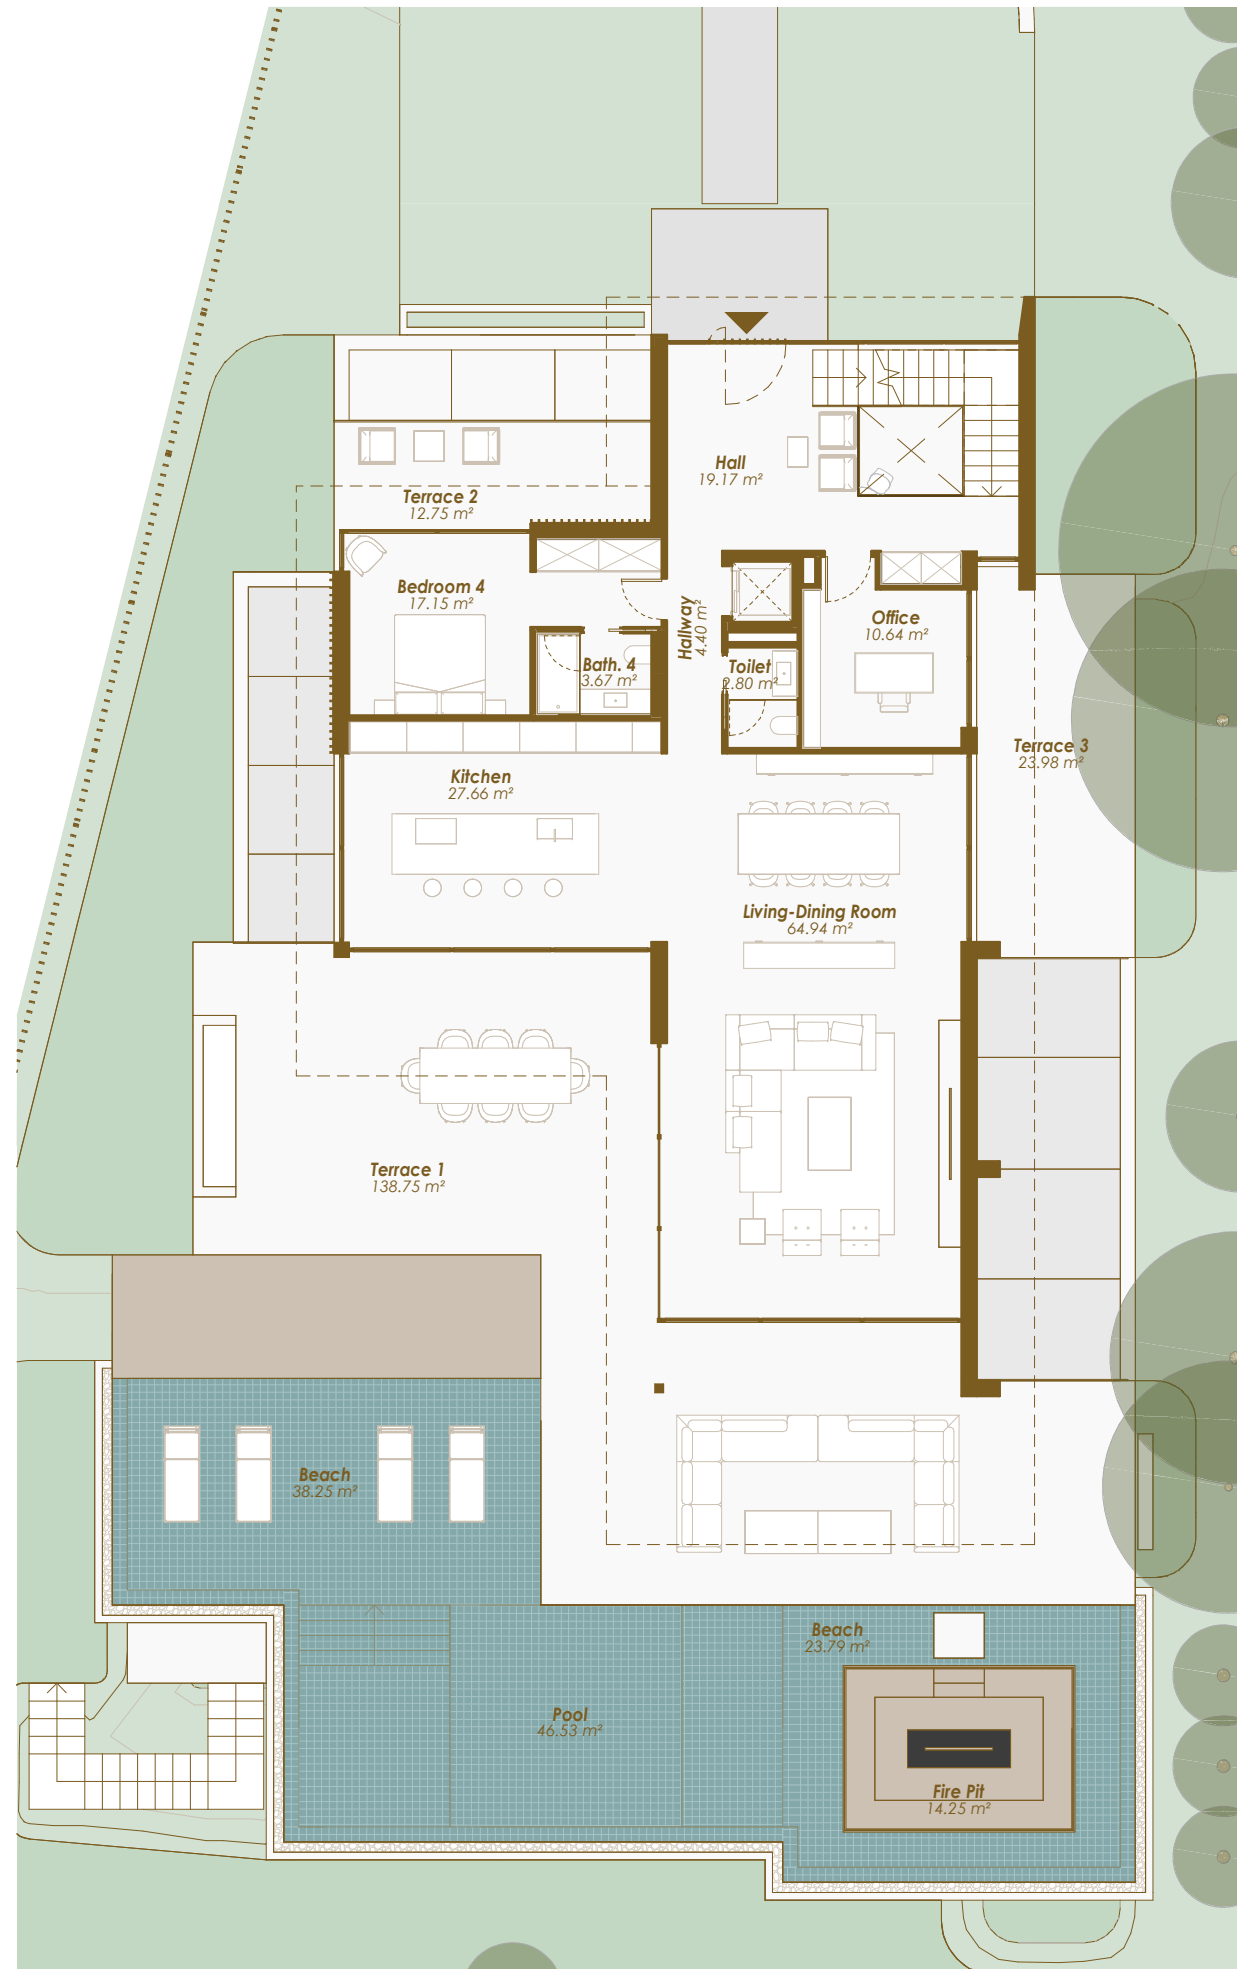 Hall
19.17 m²
Terrace 2
12.75 m²
Bedroom 4
17.15 m²
Hallway
4.40 m²
Office
10.64 m²
Bath. 4
3.67 m²
Toilet
2.80 m²
Terrace 3
23.98 m²
Kitchen
27.66 m²
Living-Dining Room
64.94 m²
Terrace 1
138.75 m²
Beach
38.25 m²
Beach
23.79 m²
Pool
46.53 m²
Fire Pit
14.25 m²